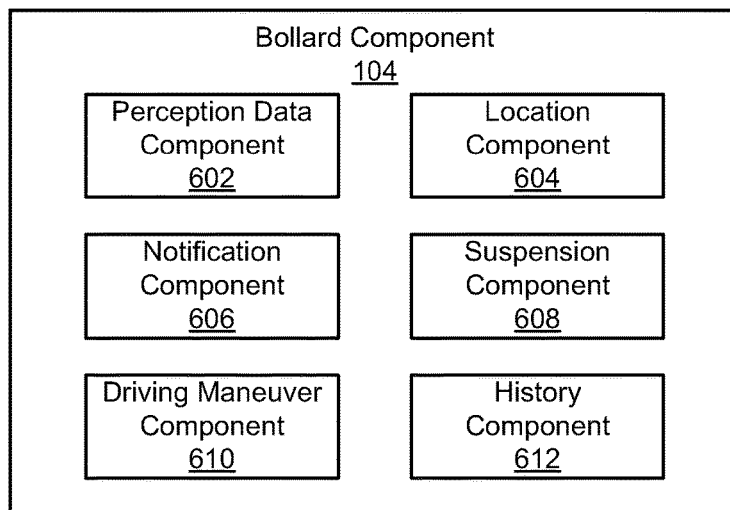 Bollard Component
104
Perception Data
Component
602
Location
Component
604
Notification
Component
606
Suspension
Component
608
Driving Maneuver
Component
610
History
Component
612